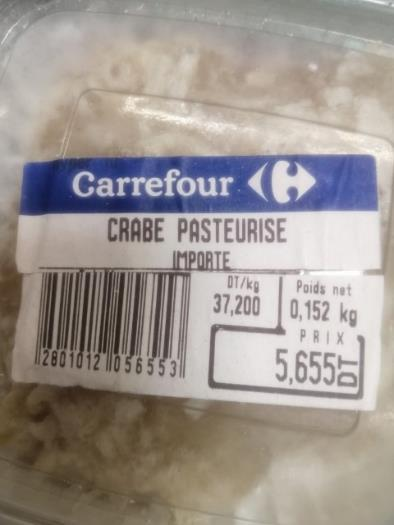 Carrefour
CRABE PASTEURISE
IMPORTE
DT/kg
37,200
Poids net
0,152 kg
PRIX
5,655 DT
2801012 056553